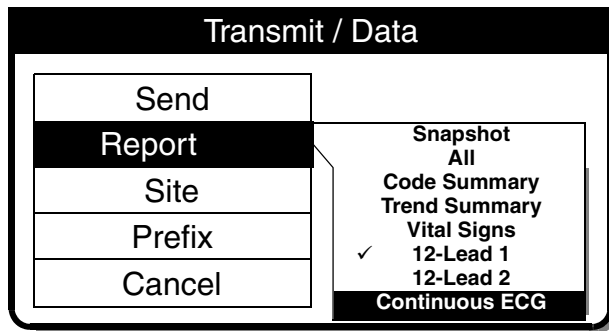 Transmit / Data
Send
Report
Site
Prefix
Cancel
Snapshot
All
Code Summary
Trend Summary
Vital Signs
✓ 12-Lead 1
12-Lead 2
Continuous ECG